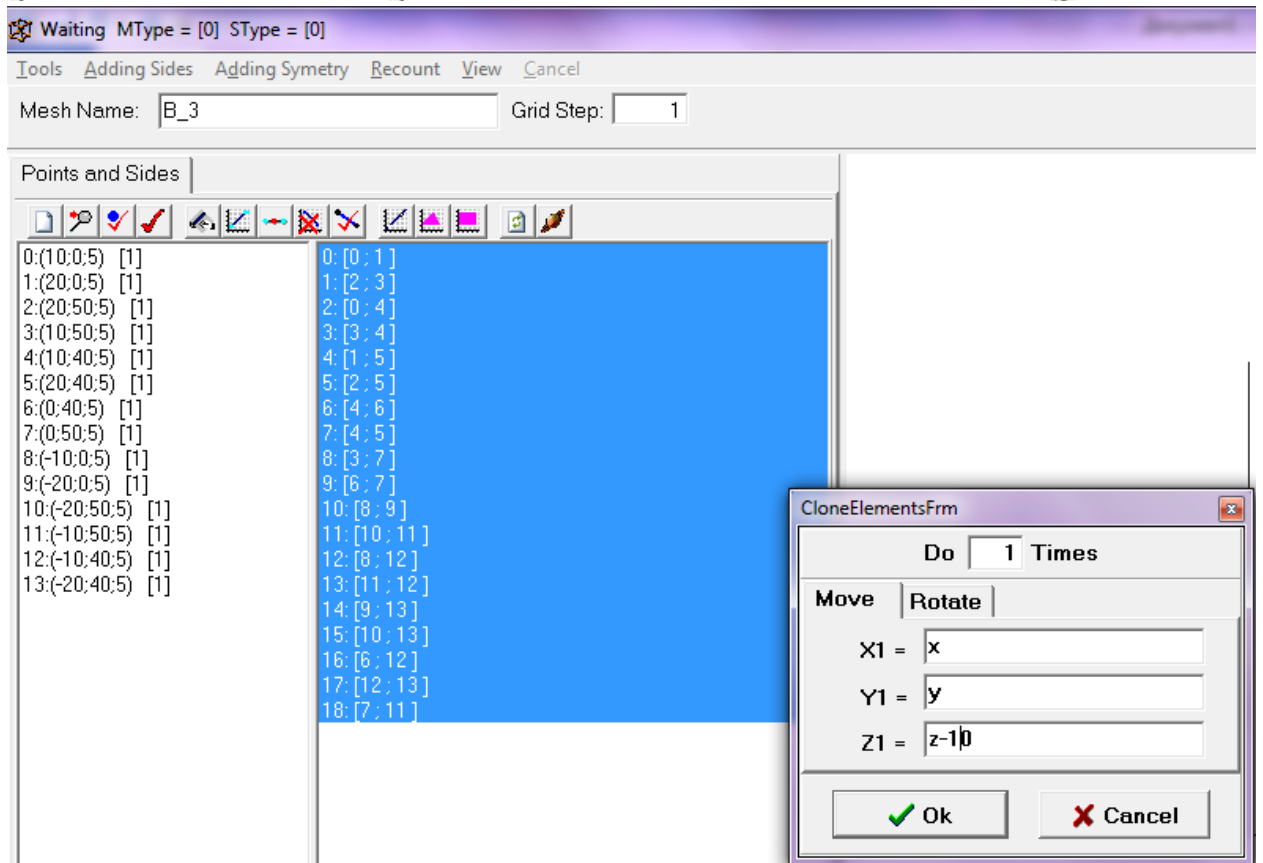 Waiting MType = [0] SType = [0]
Tools Adding Sides Adding Symetry Recount View Cancel
Mesh Name: B_3 Grid Step: 1
Points and Sides
0:(10;0;5) [1]
1:(20;0;5) [1]
2:(20;50;5) [1]
3:(10;50;5) [1]
4:(10;40;5) [1]
5:(20;40;5) [1]
6:(0;40;5) [1]
7:(0;50;5) [1]
8:(-10;0;5) [1]
9:(-20;0;5) [1]
10:(-20;50;5) [1]
11:(-10;50;5) [1]
12:(-10;40;5) [1]
13:(-20;40;5) [1]
0: [0 ; 1 ]
1: [2 ; 3 ]
2: [0 ; 4 ]
3: [3 ; 4 ]
4: [1 ; 5 ]
5: [2 ; 5 ]
6: [4 ; 6 ]
7: [4 ; 5 ]
8: [3 ; 7 ]
9: [6 ; 7 ]
10: [8 ; 9 ]
11: [10 ; 11 ]
12: [8 ; 12 ]
13: [11 ; 12 ]
14: [9 ; 13 ]
15: [10 ; 13 ]
16: [6 ; 12 ]
17: [12 ; 13 ]
18: [7 ; 11 ]
CloneElementsFrm
Do 1 Times
Move Rotate
X1 = x
Y1 = y
Z1 = z-10
Ok Cancel